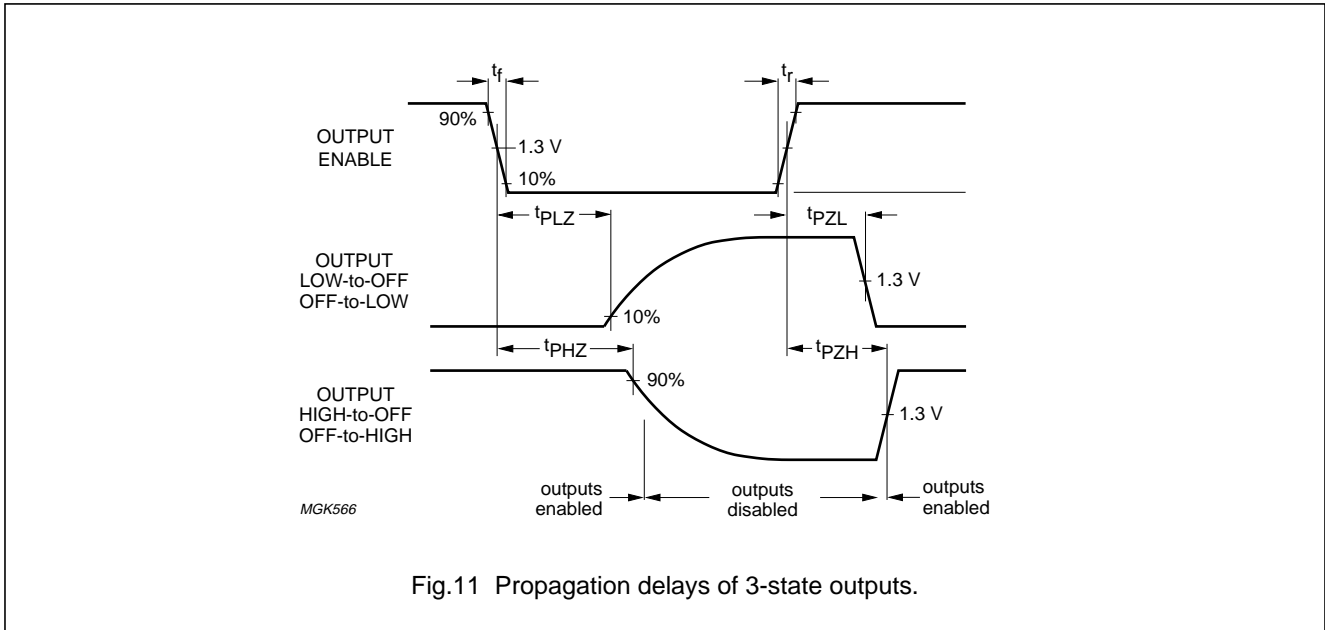 tf
tr
90%
OUTPUT
ENABLE
1.3 V
10%
tPLZ
tPZL
OUTPUT
LOW-to-OFF
OFF-to-LOW
1.3 V
10%
tPHZ
tPZH
OUTPUT
HIGH-to-OFF
OFF-to-HIGH
90%
1.3 V
outputs
enabled
outputs
disabled
outputs
enabled
MGK566
Fig.11 Propagation delays of 3-state outputs.